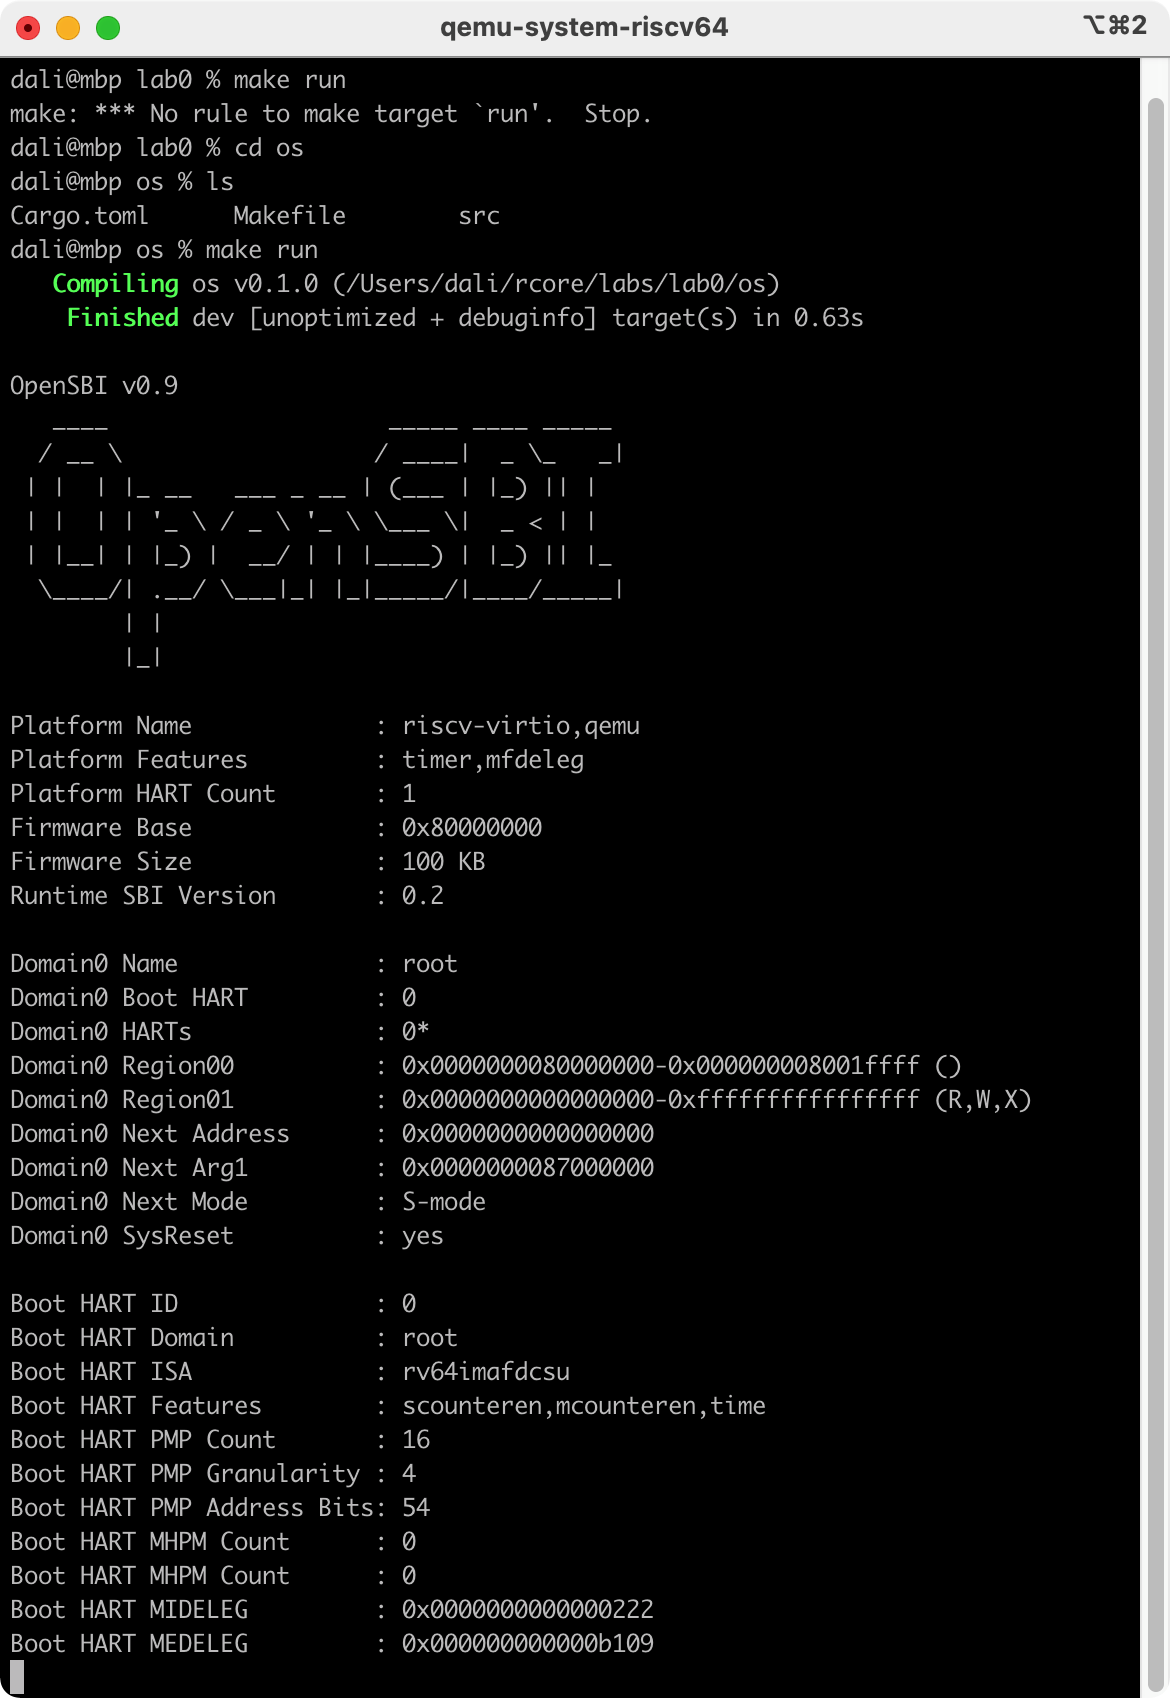 qemu-system-riscv64
⌥⌘2
dali@mbp lab0 % make run
make: *** No rule to make target `run'.  Stop.
dali@mbp lab0 % cd os
dali@mbp os % ls
Cargo.toml      Makefile        src
dali@mbp os % make run
   Compiling os v0.1.0 (/Users/dali/rcore/labs/lab0/os)
    Finished dev [unoptimized + debuginfo] target(s) in 0.63s

OpenSBI v0.9
   ____                    _____ ____ _____
  / __ \                  / ____|  _ \_   _|
 | |  | |_ __   ___ _ __ | (___ | |_) || |
 | |  | | '_ \ / _ \ '_ \ \___ \|  _ < | |
 | |__| | |_) |  __/ | | |____) | |_) || |_
  \____/| .__/ \___|_| |_|_____/|____/_____|
        | |
        |_|

Platform Name             : riscv-virtio,qemu
Platform Features         : timer,mfdeleg
Platform HART Count       : 1
Firmware Base             : 0x80000000
Firmware Size             : 100 KB
Runtime SBI Version       : 0.2

Domain0 Name              : root
Domain0 Boot HART         : 0
Domain0 HARTs             : 0*
Domain0 Region00          : 0x0000000080000000-0x000000008001ffff ()
Domain0 Region01          : 0x0000000000000000-0xffffffffffffffff (R,W,X)
Domain0 Next Address      : 0x0000000000000000
Domain0 Next Arg1         : 0x0000000087000000
Domain0 Next Mode         : S-mode
Domain0 SysReset          : yes

Boot HART ID              : 0
Boot HART Domain          : root
Boot HART ISA             : rv64imafdcsu
Boot HART Features        : scounteren,mcounteren,time
Boot HART PMP Count       : 16
Boot HART PMP Granularity : 4
Boot HART PMP Address Bits: 54
Boot HART MHPM Count      : 0
Boot HART MHPM Count      : 0
Boot HART MIDELEG         : 0x0000000000000222
Boot HART MEDELEG         : 0x000000000000b109